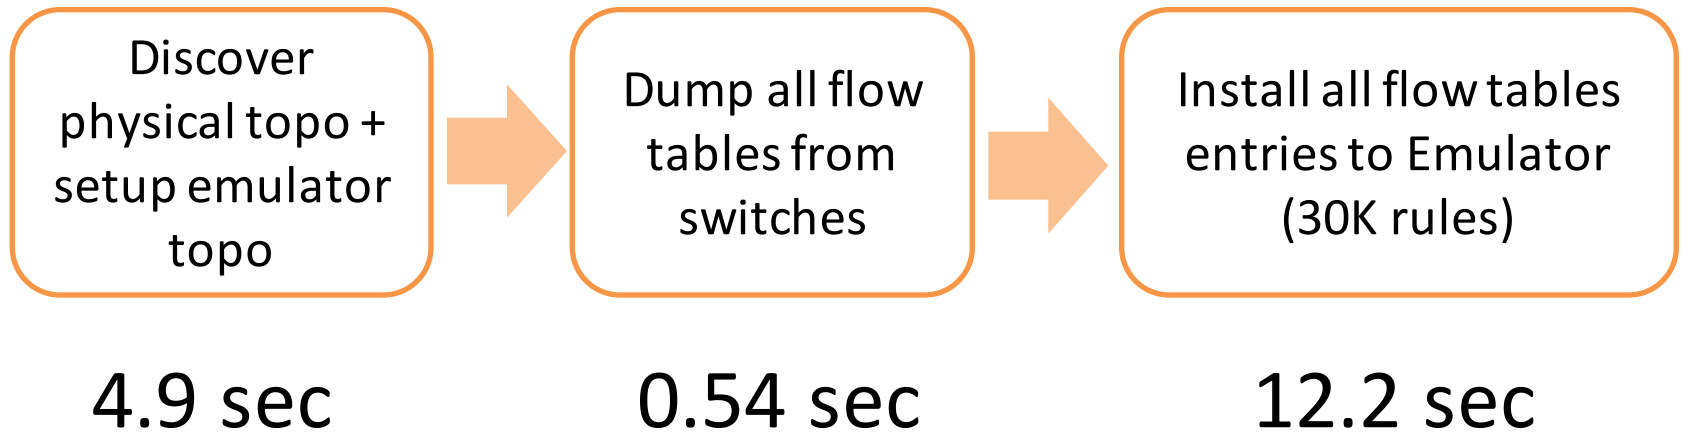 Discover
physical topo +
setup emulator
topo
Dump all flow
tables from
switches
Install all flow tables
entries to Emulator
(30K rules)
4.9 sec
0.54 sec
12.2 sec